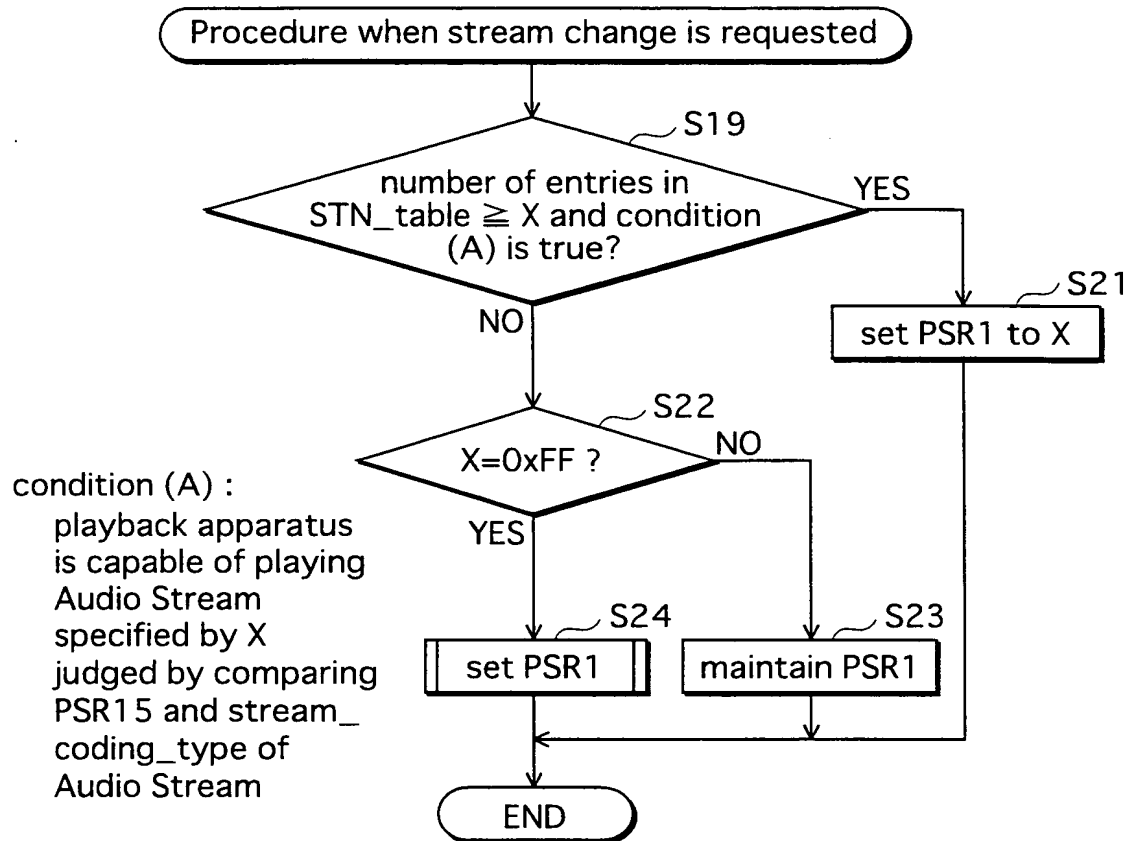 Procedure when stream change is requested
S19
number of entries in
STN_table ≧ X and condition
(A) is true?
YES
NO
S21
set PSR1 to X
S22
X=0xFF ?
NO
YES
condition (A) :
playback apparatus
is capable of playing
Audio Stream
specified by X
judged by comparing
PSR15 and stream_
coding_type of
Audio Stream
S24
set PSR1
S23
maintain PSR1
END